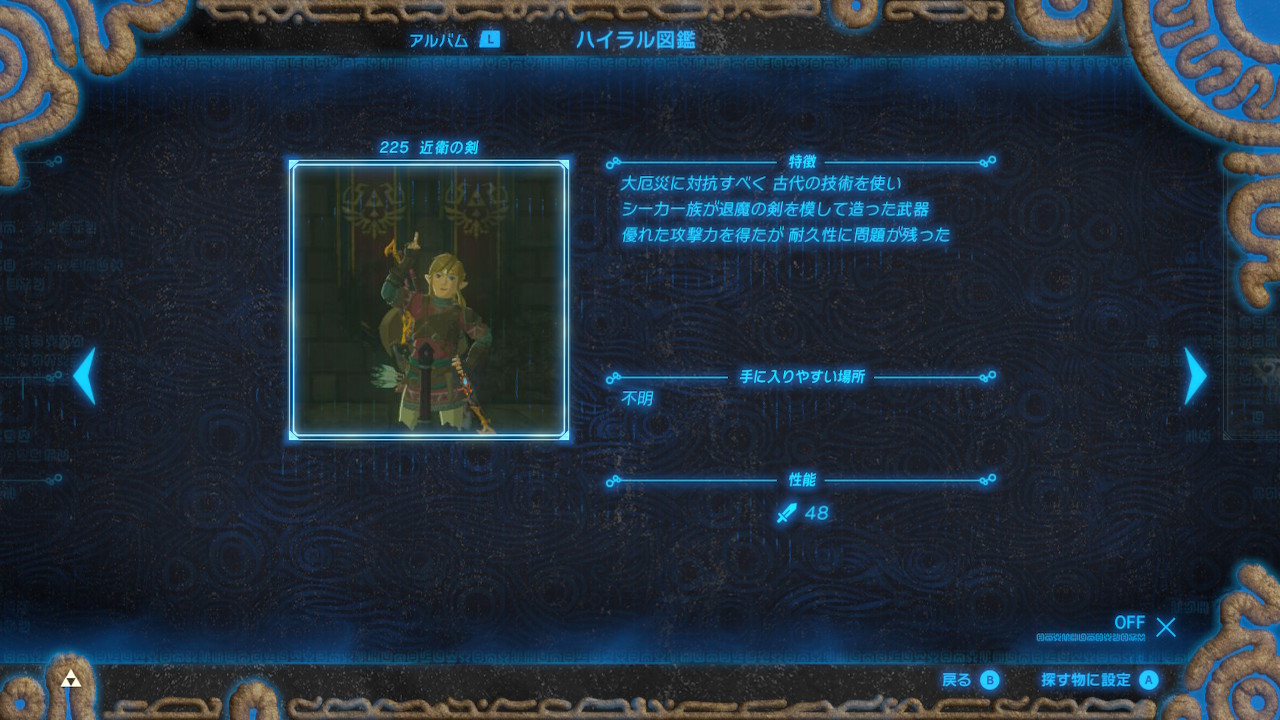 アルバム L ハイラル図鑑
225 近衛の剣
特徴
大厄災に対抗すべく 古代の技術を使い
シーカー族が退魔の剣を模して造った武器
優れた攻撃力を得たが 耐久性に問題が残った
手に入りやすい場所
不明
性能
48
OFF
戻る B 探す物に設定 A